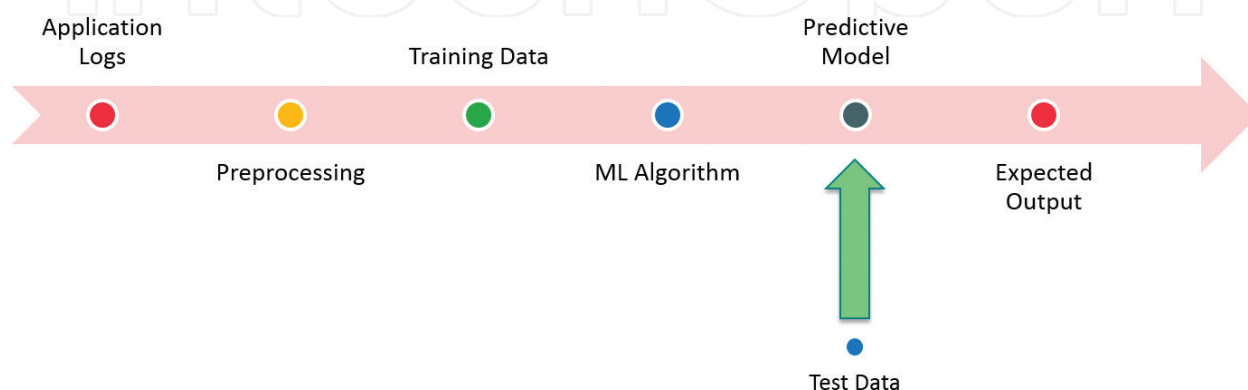 Application
Logs
Preprocessing
Training Data
ML Algorithm
Predictive
Model
Expected
Output
Test Data